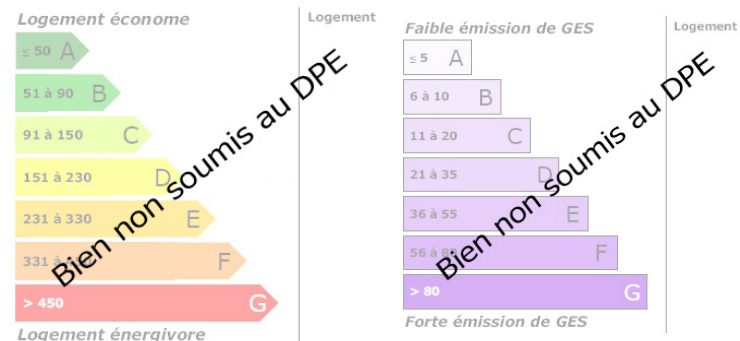 Logement économe
Logement
≤ 50 A
51 à 90 B
91 à 150 C
151 à 230 D
231 à 330 E
331 à F
> 450 G
Logement énergivore
Bien non soumis au DPE
Faible émission de GES
Logement
≤ 5 A
6 à 10 B
11 à 20 C
21 à 35 D
36 à 55 E
56 à 80 F
> 80 G
Forte émission de GES
Bien non soumis au DPE